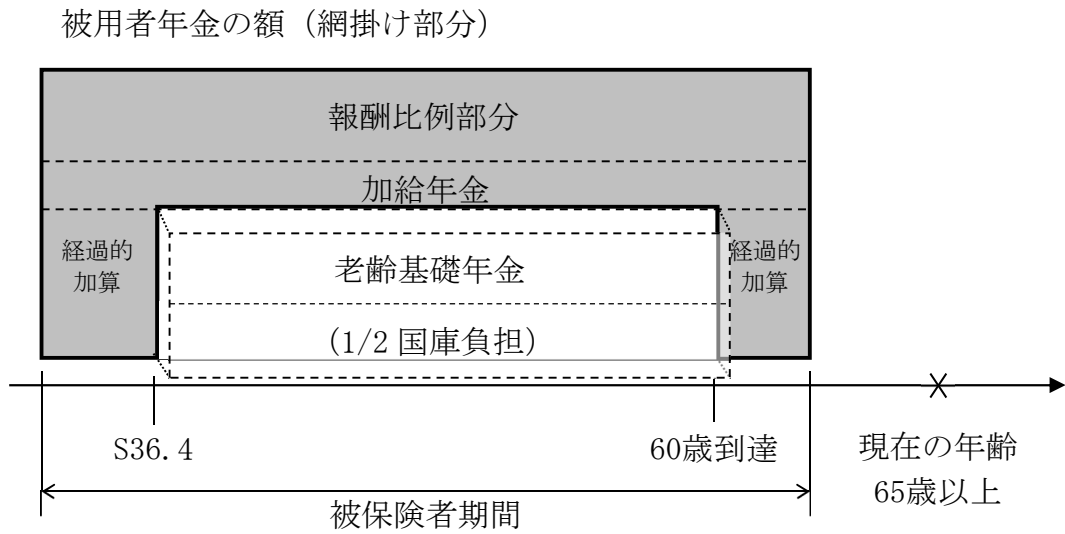 被用者年金の額（網掛け部分）
報酬比例部分
加給年金
経過的
加算
老齢基礎年金
(1/2 国庫負担)
経過的
加算
S36.4
60歳到達
現在の年齢
65歳以上
被保険者期間